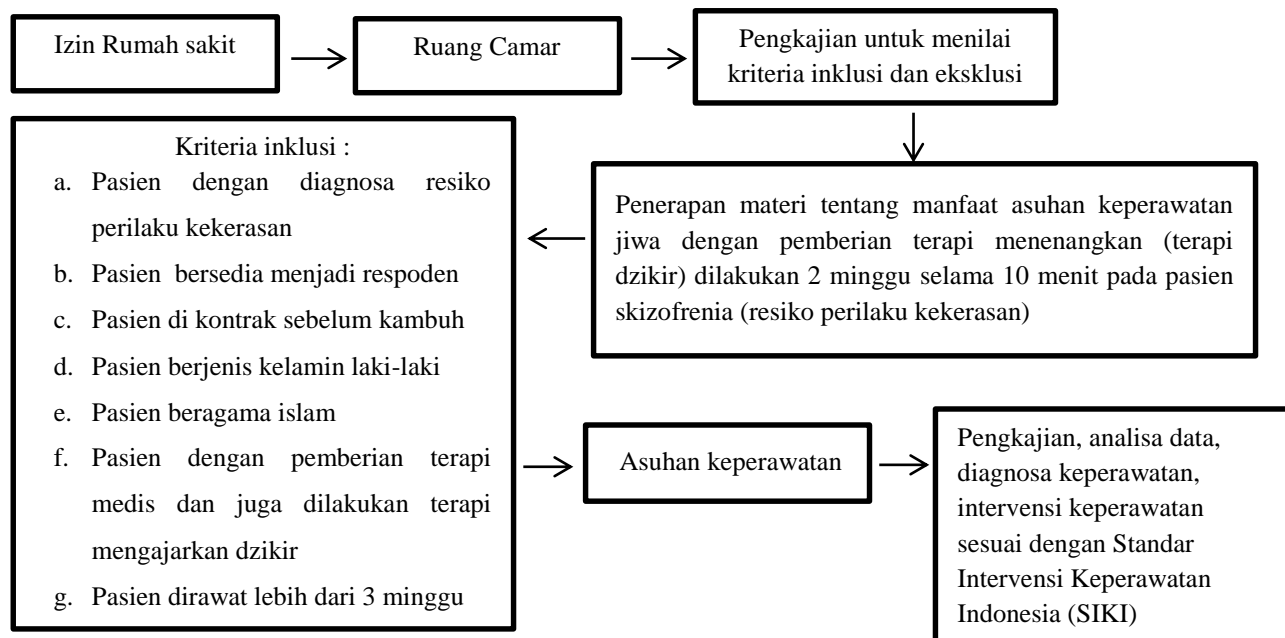 Izin Rumah sakit
Ruang Camar
Pengkajian untuk menilai
kriteria inklusi dan eksklusi
Penerapan materi tentang manfaat asuhan keperawatan
jiwa dengan pemberian terapi menenangkan (terapi
dzikir) dilakukan 2 minggu selama 10 menit pada pasien
skizofrenia (resiko perilaku kekerasan)
Kriteria inklusi :
a. Pasien dengan diagnosa resiko
perilaku kekerasan
b. Pasien bersedia menjadi respoden
c. Pasien di kontrak sebelum kambuh
d. Pasien berjenis kelamin laki-laki
e. Pasien beragama islam
f. Pasien dengan pemberian terapi
medis dan juga dilakukan terapi
mengajarkan dzikir
g. Pasien dirawat lebih dari 3 minggu
Asuhan keperawatan
Pengkajian, analisa data,
diagnosa keperawatan,
intervensi keperawatan
sesuai dengan Standar
Intervensi Keperawatan
Indonesia (SIKI)